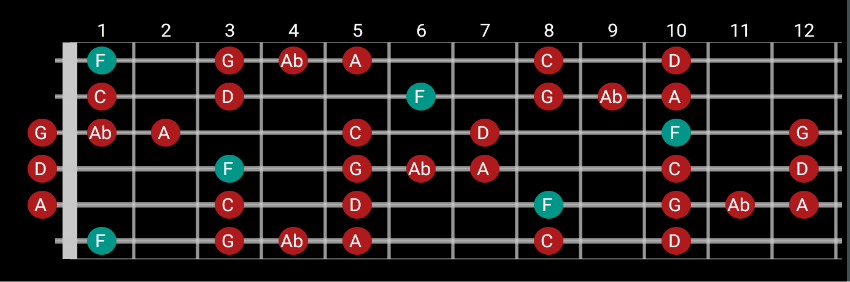 1 2 3 4 5 6 7 8 9 10 11 12
F G Ab A C D
C D F G Ab A
G Ab A C D F G
D F G Ab A C D
A C D F G Ab A
F G Ab A C D